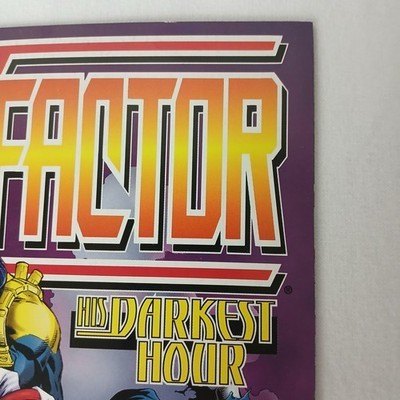 FACTOR
®
HIS DARKEST
HOUR